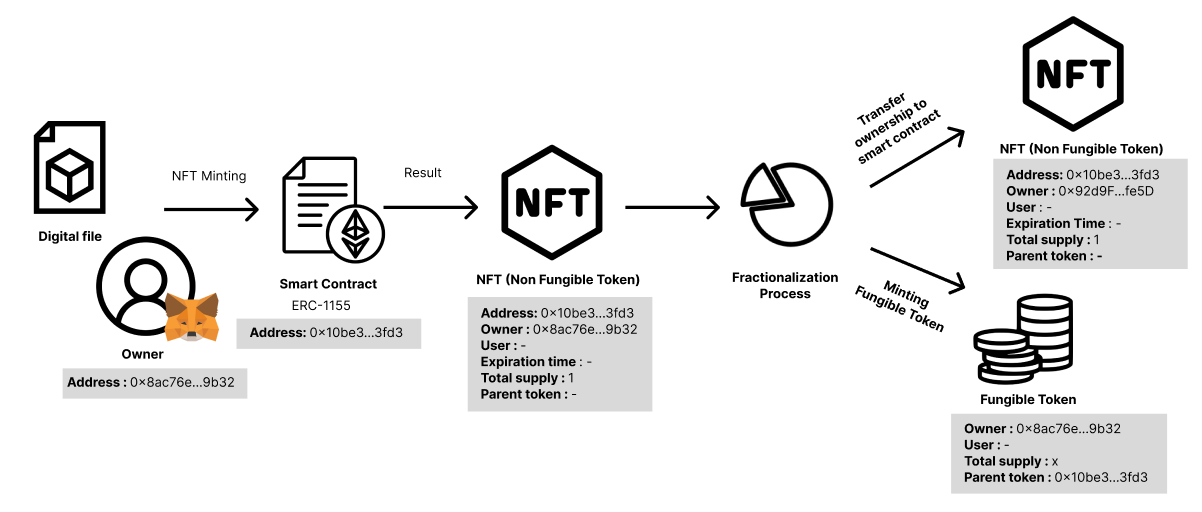 Digital file
Owner
Address : 0×8ac76e...9b32
NFT Minting
Smart Contract
ERC-1155
Address: 0×10be3...3fd3
Result
NFT
NFT (Non Fungible Token)
Address: 0×10be3...3fd3
Owner : 0×8ac76e...9b32
User : -
Expiration time : -
Total supply : 1
Parent token : -
Fractionalization
Process
Transfer
ownership to
smart contract
NFT
NFT (Non Fungible Token)
Address: 0×10be3...3fd3
Owner : 0×92d9F...fe5D
User : -
Expiration Time : -
Total supply : 1
Parent token : -
Minting
Fungible Token
Fungible Token
Owner : 0×8ac76e...9b32
User : -
Total supply : x
Parent token : 0×10be3...3fd3